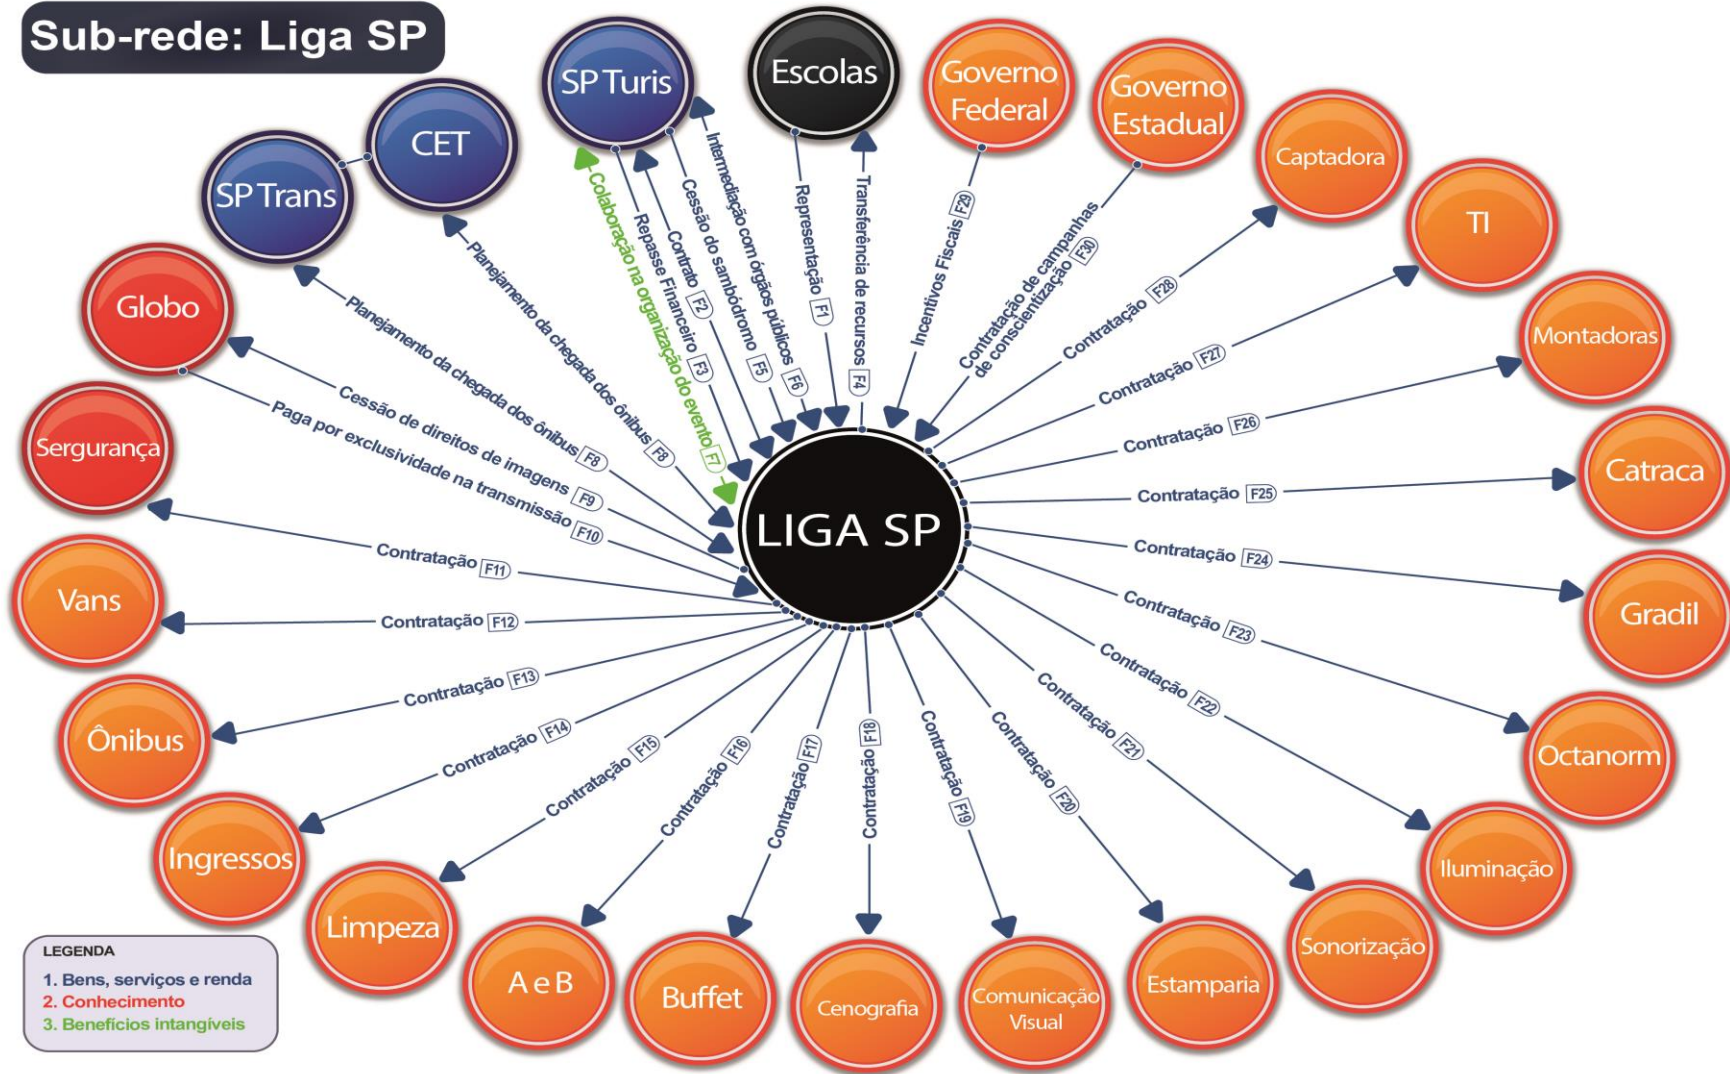 Sub-rede: Liga SP
SP Turis
Escolas
Governo
Federal
Governo
Estadual
Captadora
TI
Montadoras
Catraca
Gradil
Octanorm
Iluminação
Sonorização
Estamparia
Comunicação
Visual
Cenografia
Buffet
A e B
Limpeza
Ingressos
Ônibus
Vans
Sergurança
Globo
SP Trans
CET
LIGA SP
Representação F1
Contrato F2
Repasse Financeiro F3
Transferência de recursos F4
Cessão do sambódromo F5
Intermediação com órgãos públicos F6
Colaboração na organização do evento F7
Planejamento da chegada dos ônibus F8
Planejamento da chegada dos ônibus F8
Cessão de direitos de imagens F9
Paga por exclusividade na transmissão F10
Contratação F11
Contratação F12
Contratação F13
Contratação F14
Contratação F15
Contratação F16
Contratação F17
Contratação F18
Contratação F19
Contratação F20
Contratação F21
Contratação F22
Contratação F23
Contratação F24
Contratação F25
Contratação F26
Contratação F27
Contratação F28
Incentivos Fiscais F29
Contratação de campanhas
de conscientização F30
LEGENDA
1. Bens, serviços e renda
2. Conhecimento
3. Benefícios intangíveis